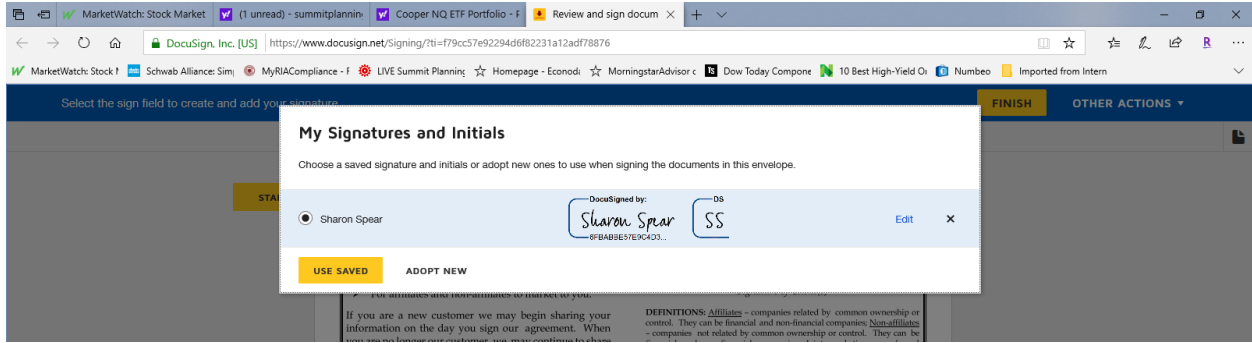 MarketWatch: Stock Market
(1 unread) - summitplannin
Cooper NQ ETF Portfolio - F
Review and sign docum
DocuSign, Inc. [US]
https://www.docusign.net/Signing/?ti=f79cc57e92294d6f82231a12adf78876
MarketWatch: Stock M
Schwab Alliance: Sim
MyRIACompliance - F
LIVE Summit Planning
Homepage - Econoda
MorningstarAdvisor c
Dow Today Compone
10 Best High-Yield O
Numbeo
Imported from Intern
Select the sign field to create and add your signature
FINISH
OTHER ACTIONS
STA
My Signatures and Initials
Choose a saved signature and initials or adopt new ones to use when signing the documents in this envelope.
Sharon Spear
DocuSigned by:
Sharon Spear
8FBABBE57E9C4D3...
DS
SS
Edit
USE SAVED
ADOPT NEW
For affiliates and non-affiliates to market to you.
If you are a new customer we may begin sharing your
information on the day you sign our agreement. When
you are no longer our customer, we may continue to share
DEFINITIONS: Affiliates – companies related by common ownership or
control. They can be financial and non-financial companies; Non-affiliates
- companies not related by common ownership or control. They can be